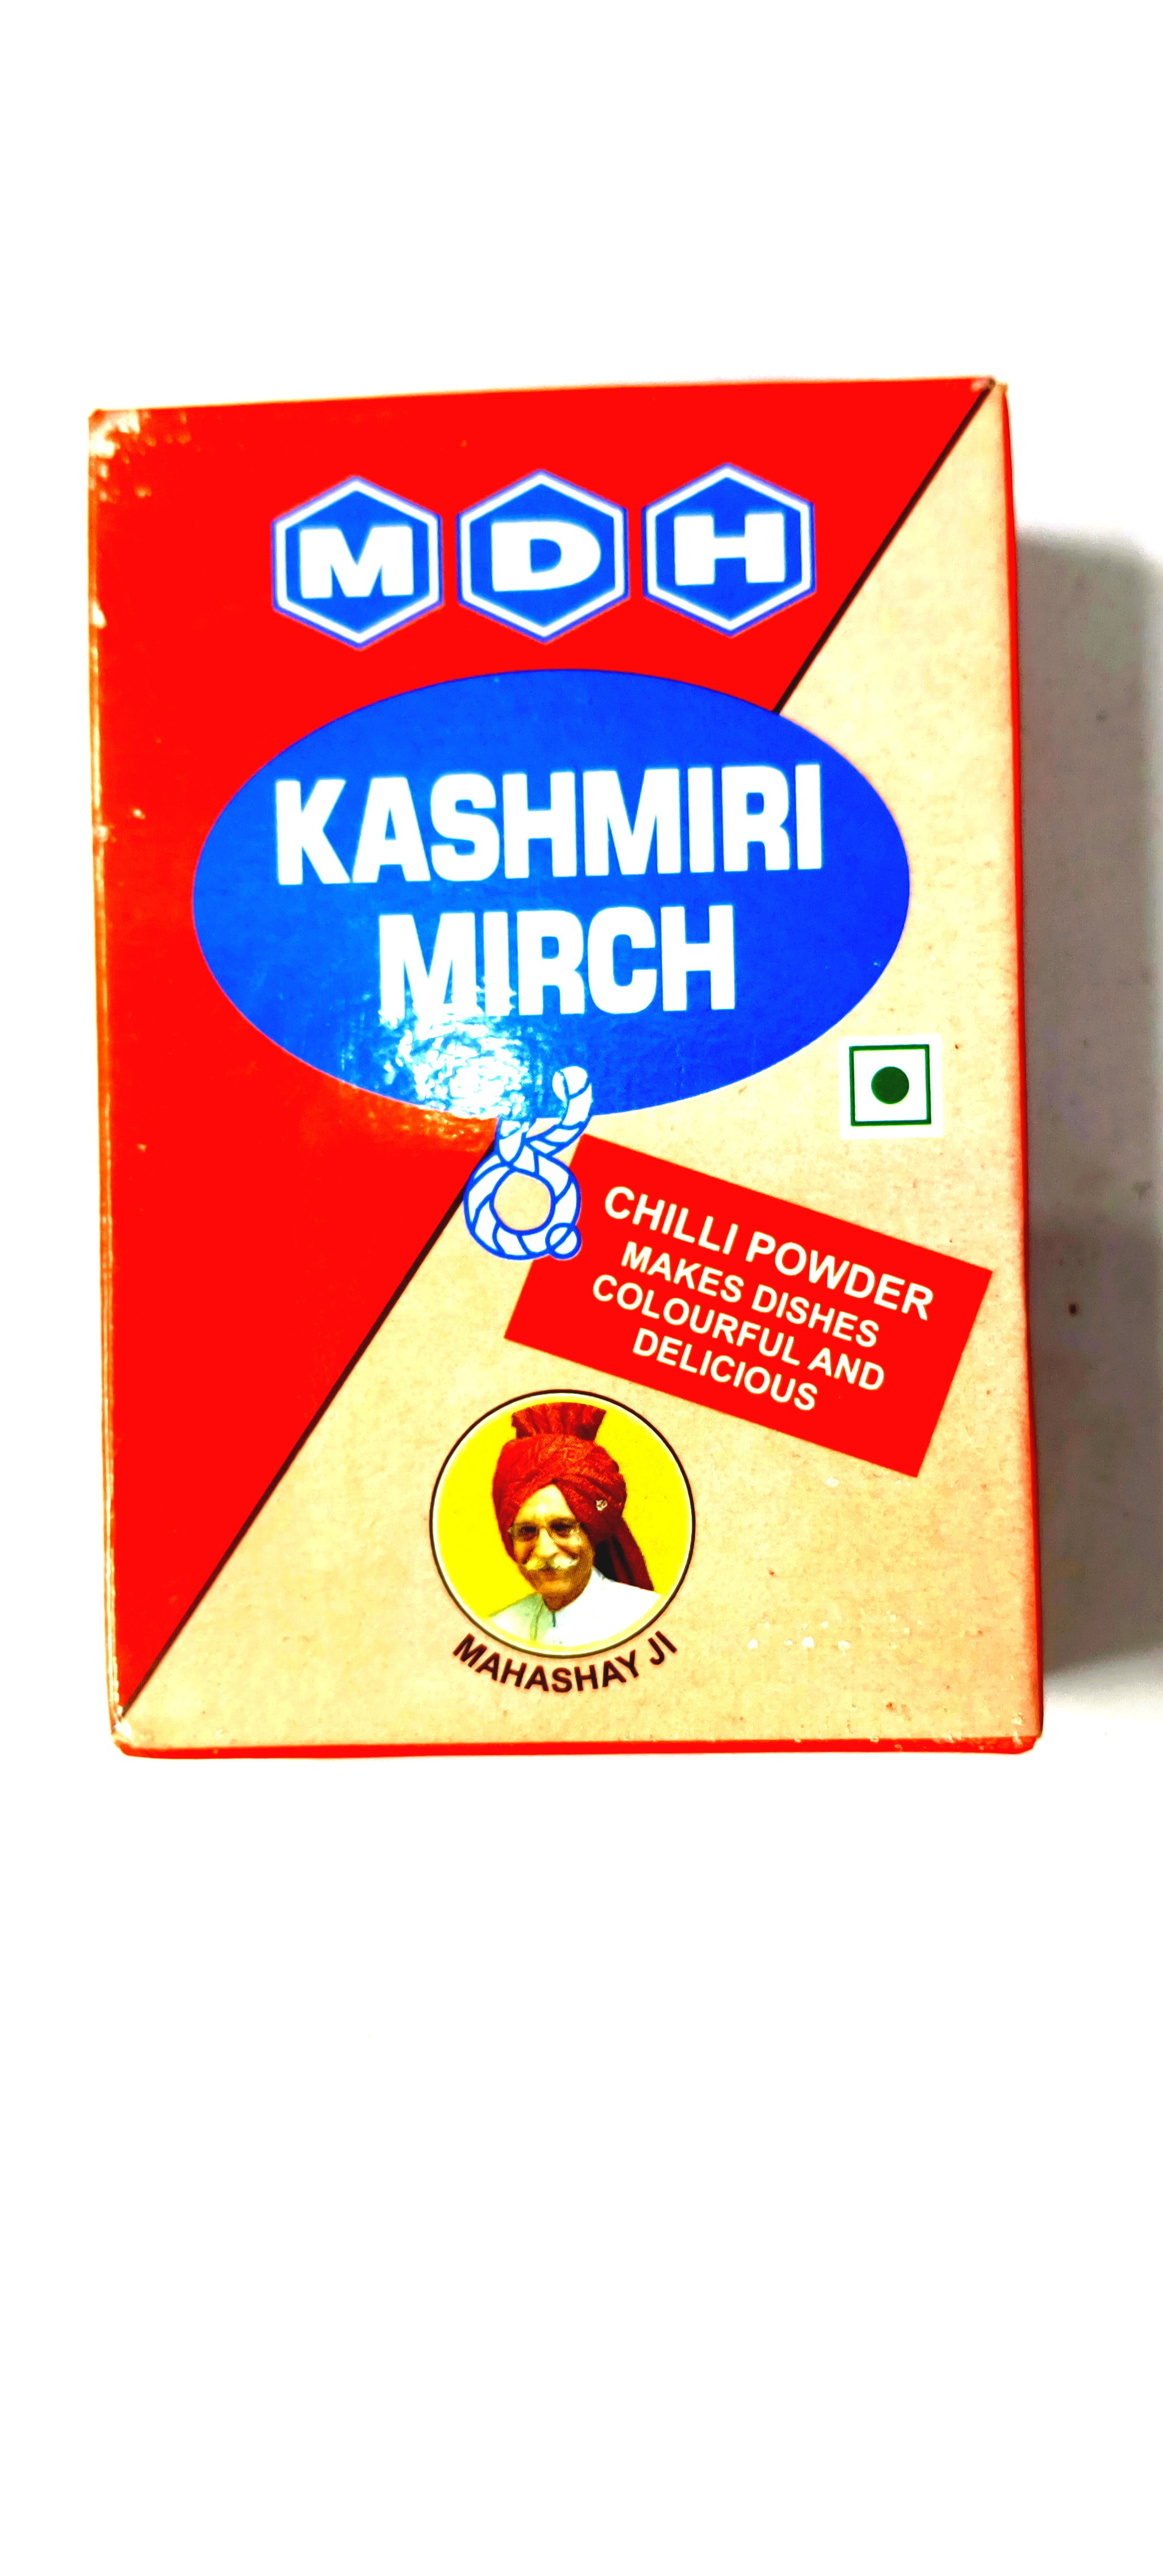 MDH
KASHMIRI
MIRCH
CHILLI POWDER
MAKES DISHES
COLOURFUL AND
DELICIOUS
MAHASHAY JI